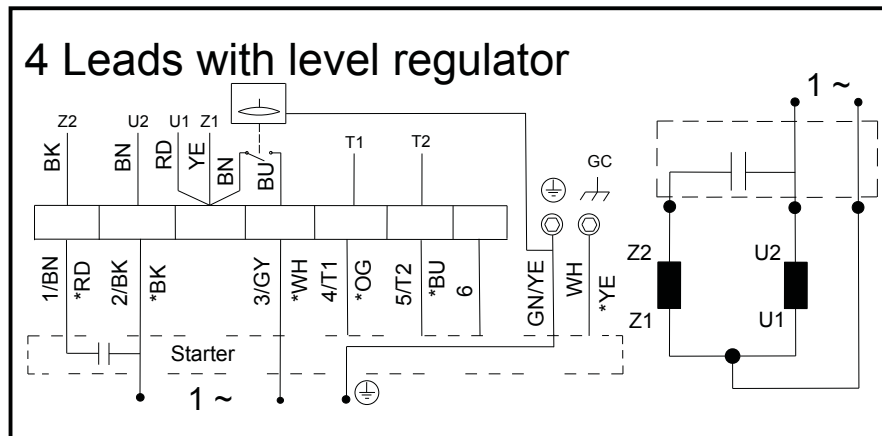 4 Leads with level regulator
1 ~
Z2 U2 U1 Z1 T1 T2
BK BN RD YE BN BU
GC
Z2 U2
Z1 U1
1/BN *RD 2/BK *BK 3/GY *WH 4/T1 *OG 5/T2 *BU 6 GN/YE WH *YE
Starter
1 ~